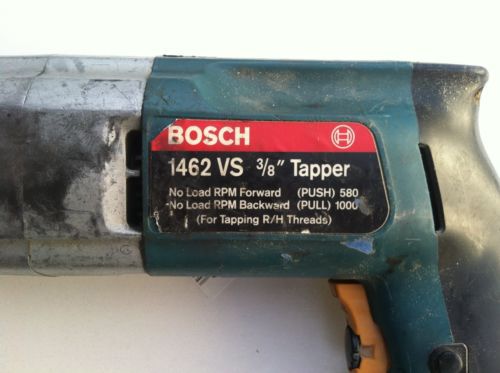 BOSCH
1462 VS 3/8" Tapper
No Load RPM Forward (PUSH) 580
No Load RPM Backward (PULL) 1000
(For Tapping R/H Threads)